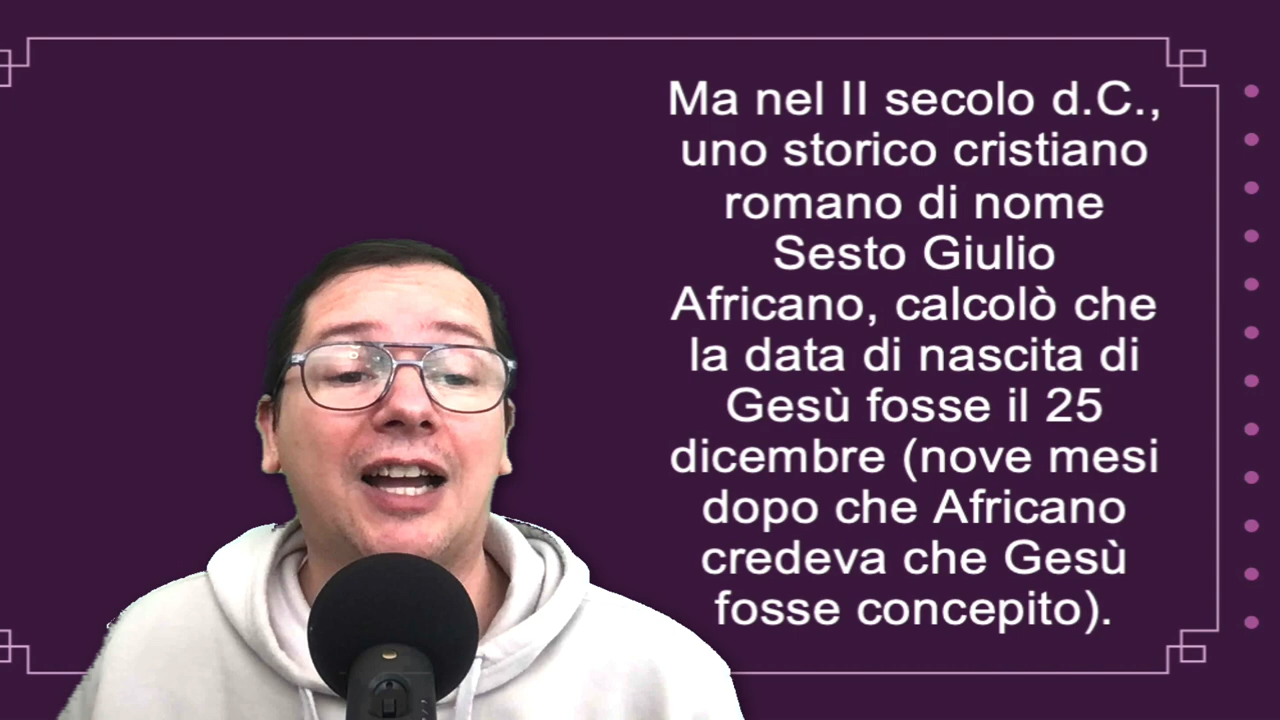 Ma nel II secolo d.C.,
uno storico cristiano
romano di nome
Sesto Giulio
Africano, calcolò che
la data di nascita di
Gesù fosse il 25
dicembre (nove mesi
dopo che Africano
credeva che Gesù
fosse concepito).